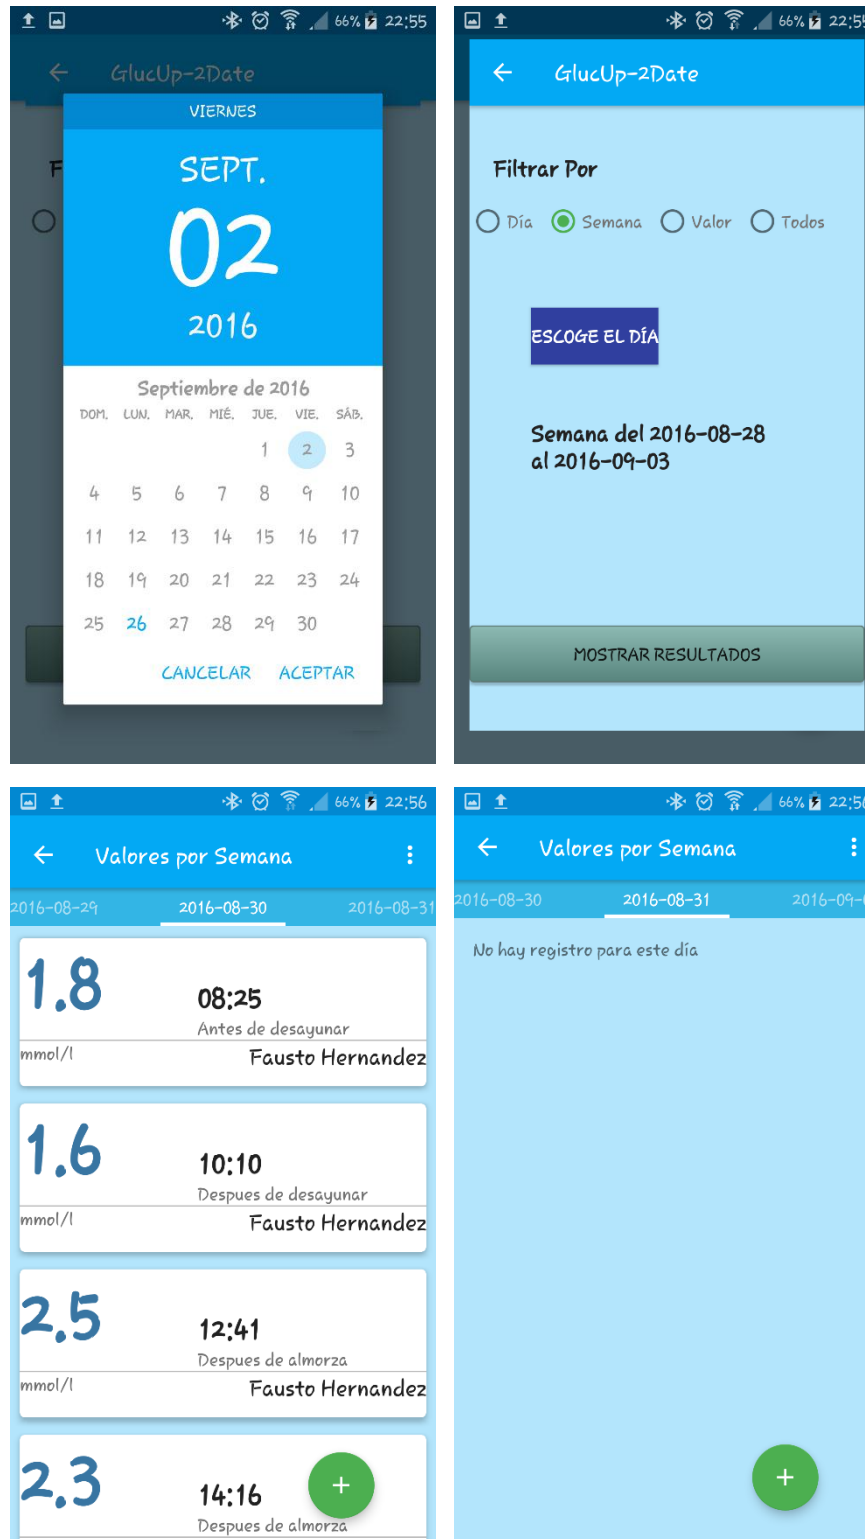 66% 22:55
GlucUp-2Date
VIERNES
F
SEPT.
02
2016
Septiembre de 2016
DOM. LUN. MAR. MIÉ. JUE. VIE. SÁB.
1 2 3
4 5 6 7 8 9 10
11 12 13 14 15 16 17
18 19 20 21 22 23 24
25 26 27 28 29 30
CANCELAR ACEPTAR
66% 22:55
GlucUp-2Date
Filtrar Por
Día Semana Valor Todos
ESCOGE EL DÍA
Semana del 2016-08-28
al 2016-09-03
MOSTRAR RESULTADOS
66% 22:56
Valores por Semana
2016-08-29 2016-08-30 2016-08-31
1.8
08:25
Antes de desayunar
mmol/l Fausto Hernandez
1.6
10:10
Despues de desayunar
mmol/l Fausto Hernandez
2.5
12:41
Despues de almorza
mmol/l Fausto Hernandez
2.3
14:16
Despues de almorza
+
66% 22:56
Valores por Semana
2016-08-30 2016-08-31 2016-09-0
No hay registro para este día
+